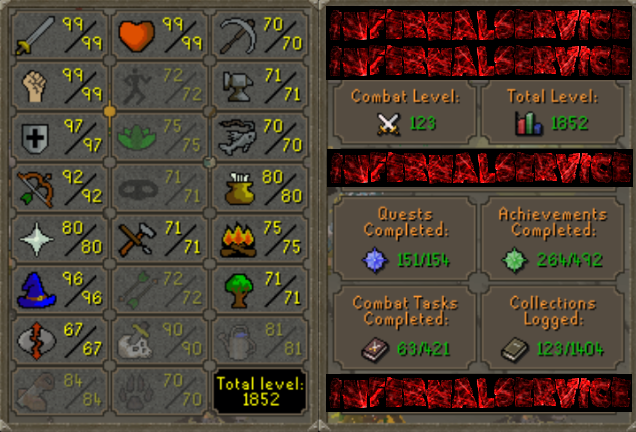 99/99 99/99 70/70
99/99 72/72 71/71
97/97 75/75 70/70
92/92 71/71 80/80
80/80 71/71 75/75
96/96 72/72 71/71
67/67 90/90 81/81
84/84 70/70 Total level: 1852
INFERNALSERVICE
INFERNALSERVICE
Combat Level: 123
Total Level: 1852
INFERNALSERVICE
Quests
Completed:
151/154
Achievements
Completed:
264/492
Combat Tasks
Completed:
63/421
Collections
Logged:
123/1404
INFERNALSERVICE